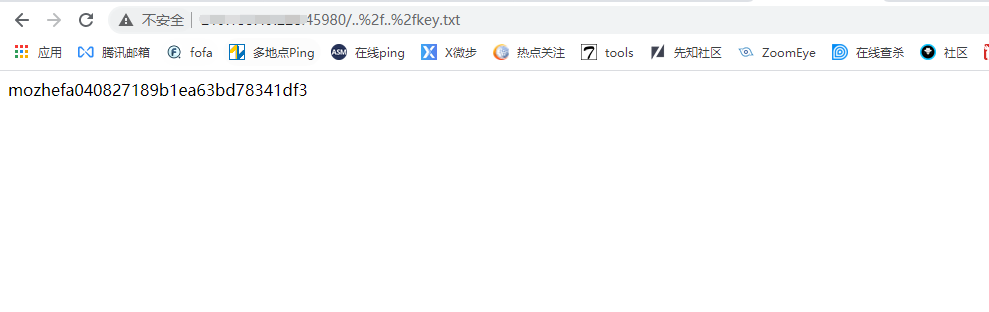 不安全 :45980/..%2f..%2fkey.txt
应用 腾讯邮箱 fofa 多地点Ping ASM 在线ping X微步 热点关注 tools 先知社区 ZoomEye 在线查杀 社区
mozhefa040827189b1ea63bd78341df3